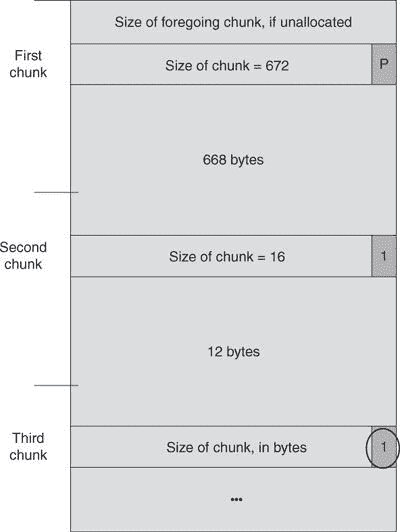 Size of foregoing chunk, if unallocated
First
chunk
Size of chunk = 672
P
668 bytes
Second
chunk
Size of chunk = 16
1
12 bytes
Third
chunk
Size of chunk, in bytes
1
...